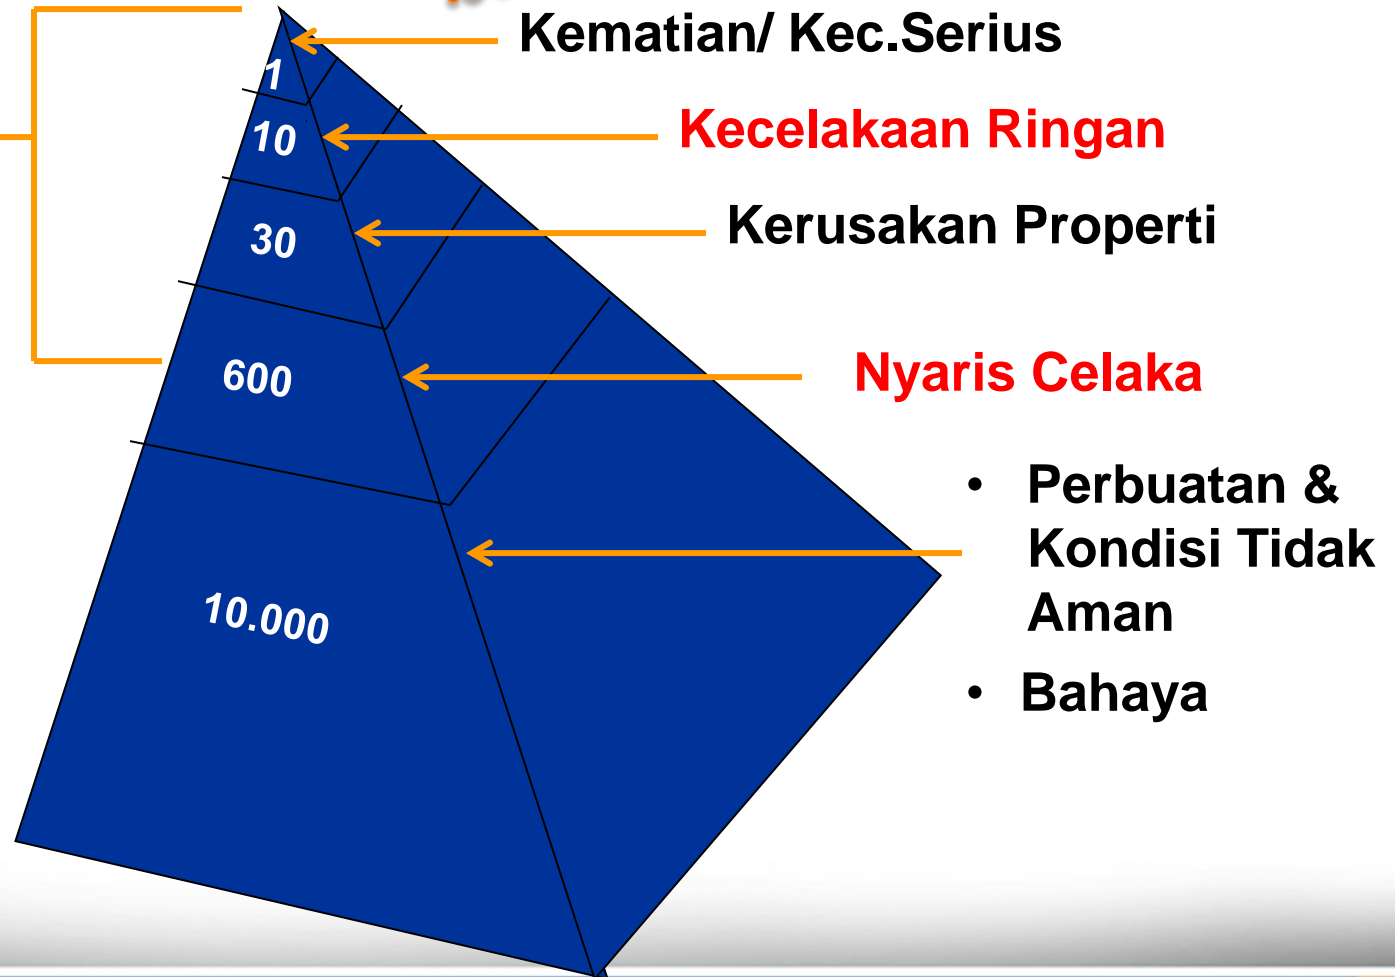 Kematian/ Kec.Serius
1
Kecelakaan Ringan
10
Kerusakan Properti
30
Nyaris Celaka
600
• Perbuatan &
Kondisi Tidak
Aman
10.000
• Bahaya